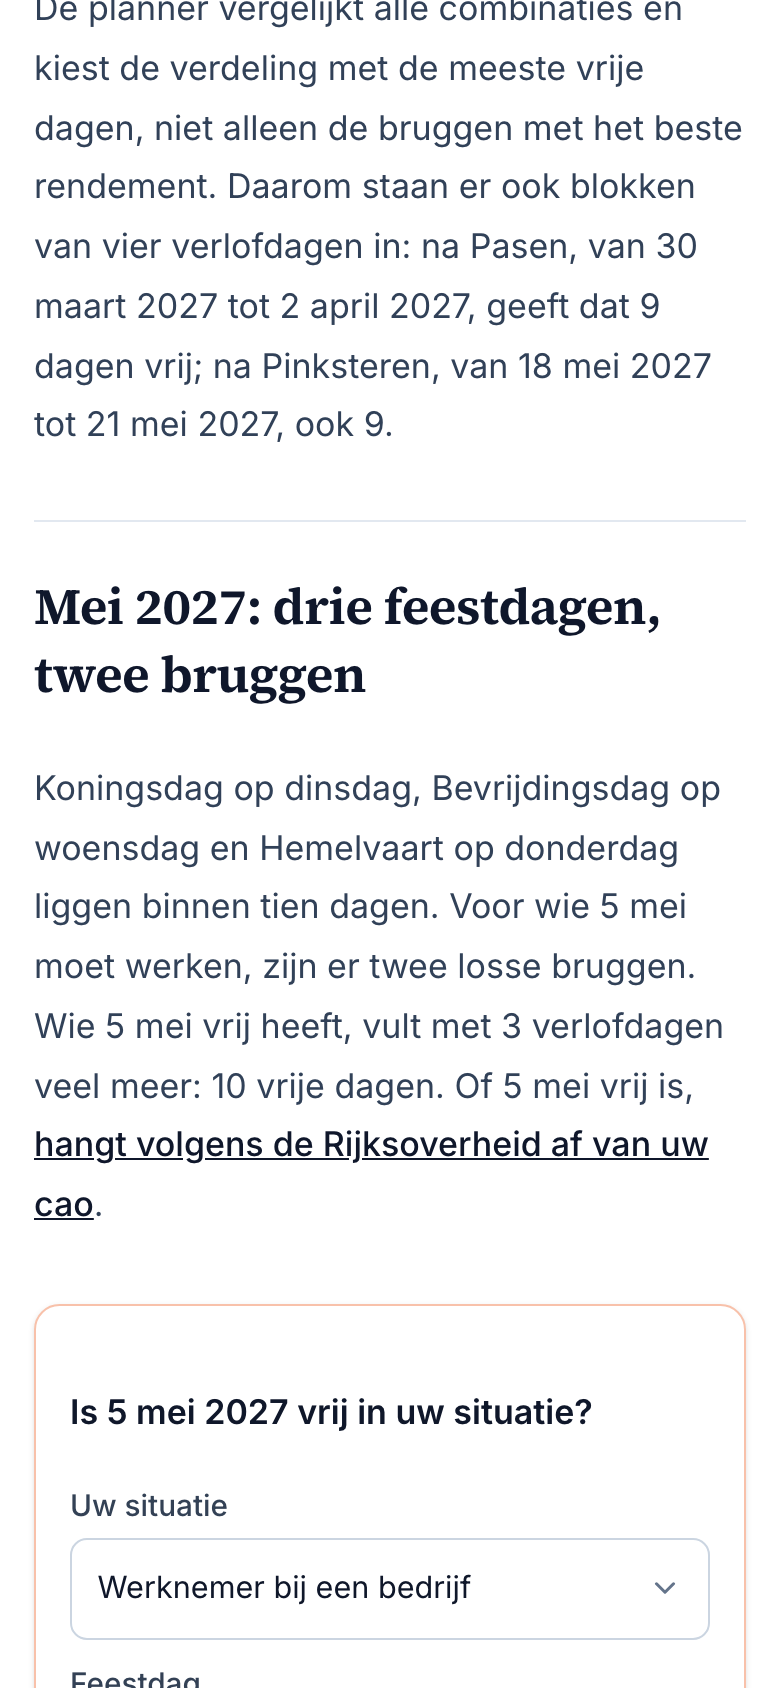 De planner vergelijkt alle combinaties en
kiest de verdeling met de meeste vrije
dagen, niet alleen de bruggen met het beste
rendement. Daarom staan er ook blokken
van vier verlofdagen in: na Pasen, van 30
maart 2027 tot 2 april 2027, geeft dat 9
dagen vrij; na Pinksteren, van 18 mei 2027
tot 21 mei 2027, ook 9.
Mei 2027: drie feestdagen,
twee bruggen
Koningsdag op dinsdag, Bevrijdingsdag op
woensdag en Hemelvaart op donderdag
liggen binnen tien dagen. Voor wie 5 mei
moet werken, zijn er twee losse bruggen.
Wie 5 mei vrij heeft, vult met 3 verlofdagen
veel meer: 10 vrije dagen. Of 5 mei vrij is,
hangt volgens de Rijksoverheid af van uw
cao.
Is 5 mei 2027 vrij in uw situatie?
Uw situatie
Werknemer bij een bedrijf
Feestdag